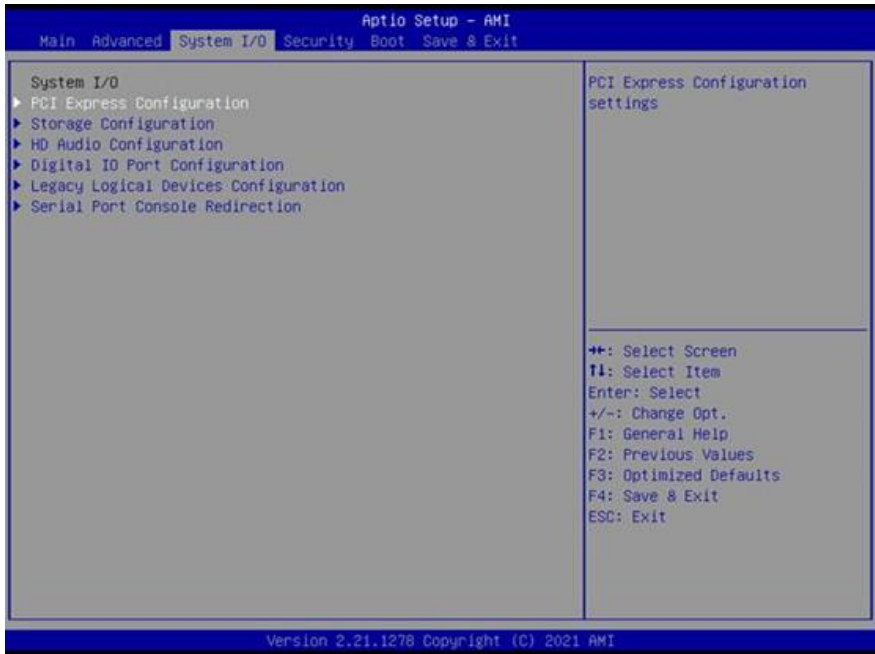 Aptio Setup - AMI
Main Advanced System I/O Security Boot Save & Exit
System I/O
PCI Express Configuration
Storage Configuration
HD Audio Configuration
Digital IO Port Configuration
Legacy Logical Devices Configuration
Serial Port Console Redirection
PCI Express Configuration
settings
→←: Select Screen
↑↓: Select Item
Enter: Select
+/-: Change Opt.
F1: General Help
F2: Previous Values
F3: Optimized Defaults
F4: Save & Exit
ESC: Exit
Version 2.21.1278 Copyright (C) 2021 AMI